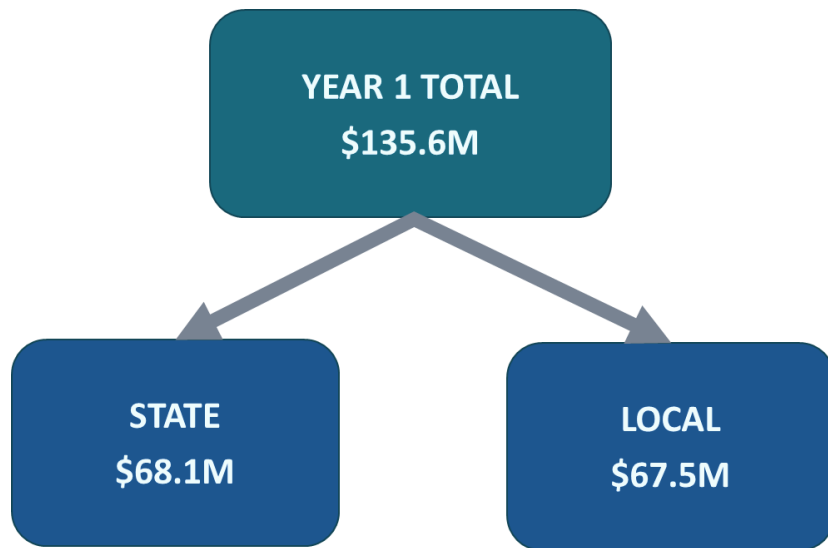 YEAR 1 TOTAL
$135.6M
STATE
$68.1M
LOCAL
$67.5M